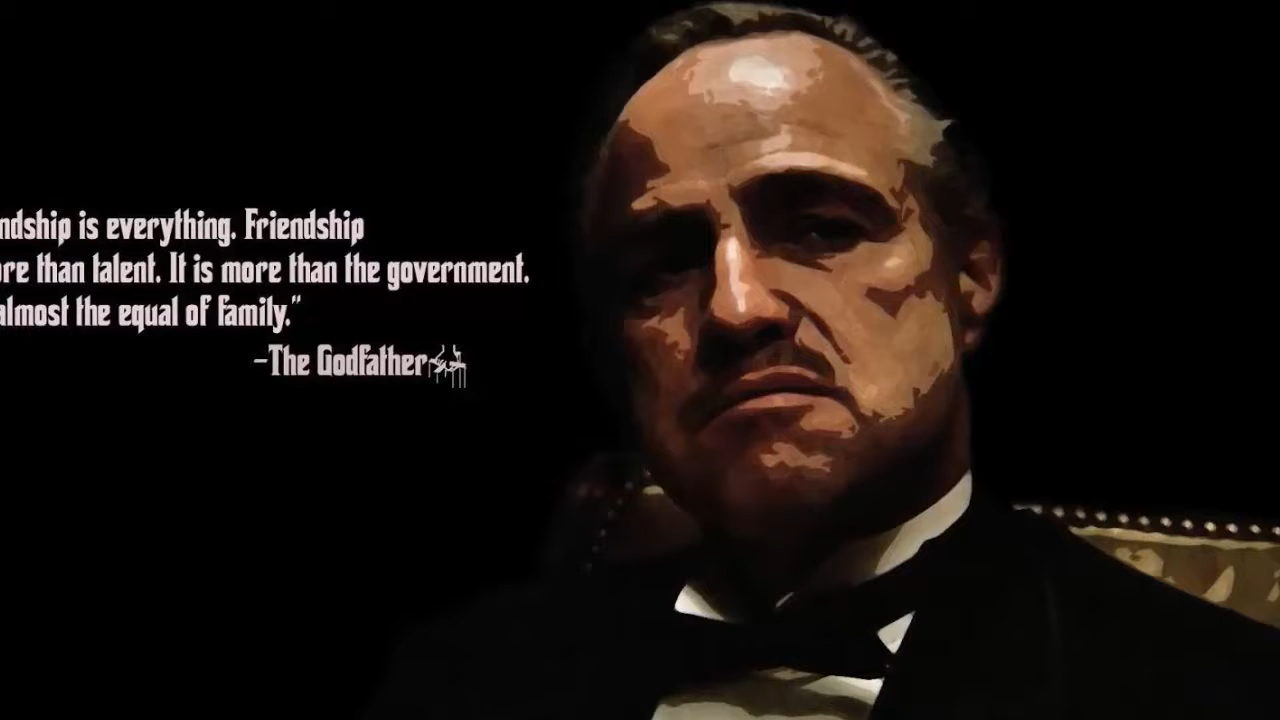 ndship is everything. Friendship
ore than talent. It is more than the government.
almost the equal of family."
-The Godfather